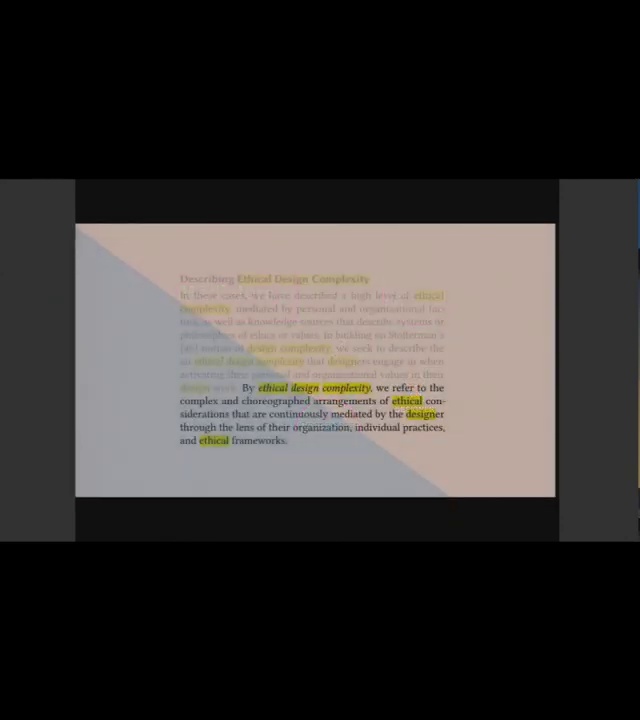 Describing Ethical Design Complexity
In these cases, we have described a high level of ethical
complexity mediated by personal and organizational fac-
tors, as well as knowledge sources that describe systems or
philosophies of ethics or values. In building on Stolterman's
notion of design complexity, we seek to describe the
ethical design complexity that designers engage in when
activating their personal and organizational values in their
design work. By ethical design complexity, we refer to the
complex and choreographed arrangements of ethical con-
siderations that are continuously mediated by the designer
through the lens of their organization, individual practices,
and ethical frameworks.